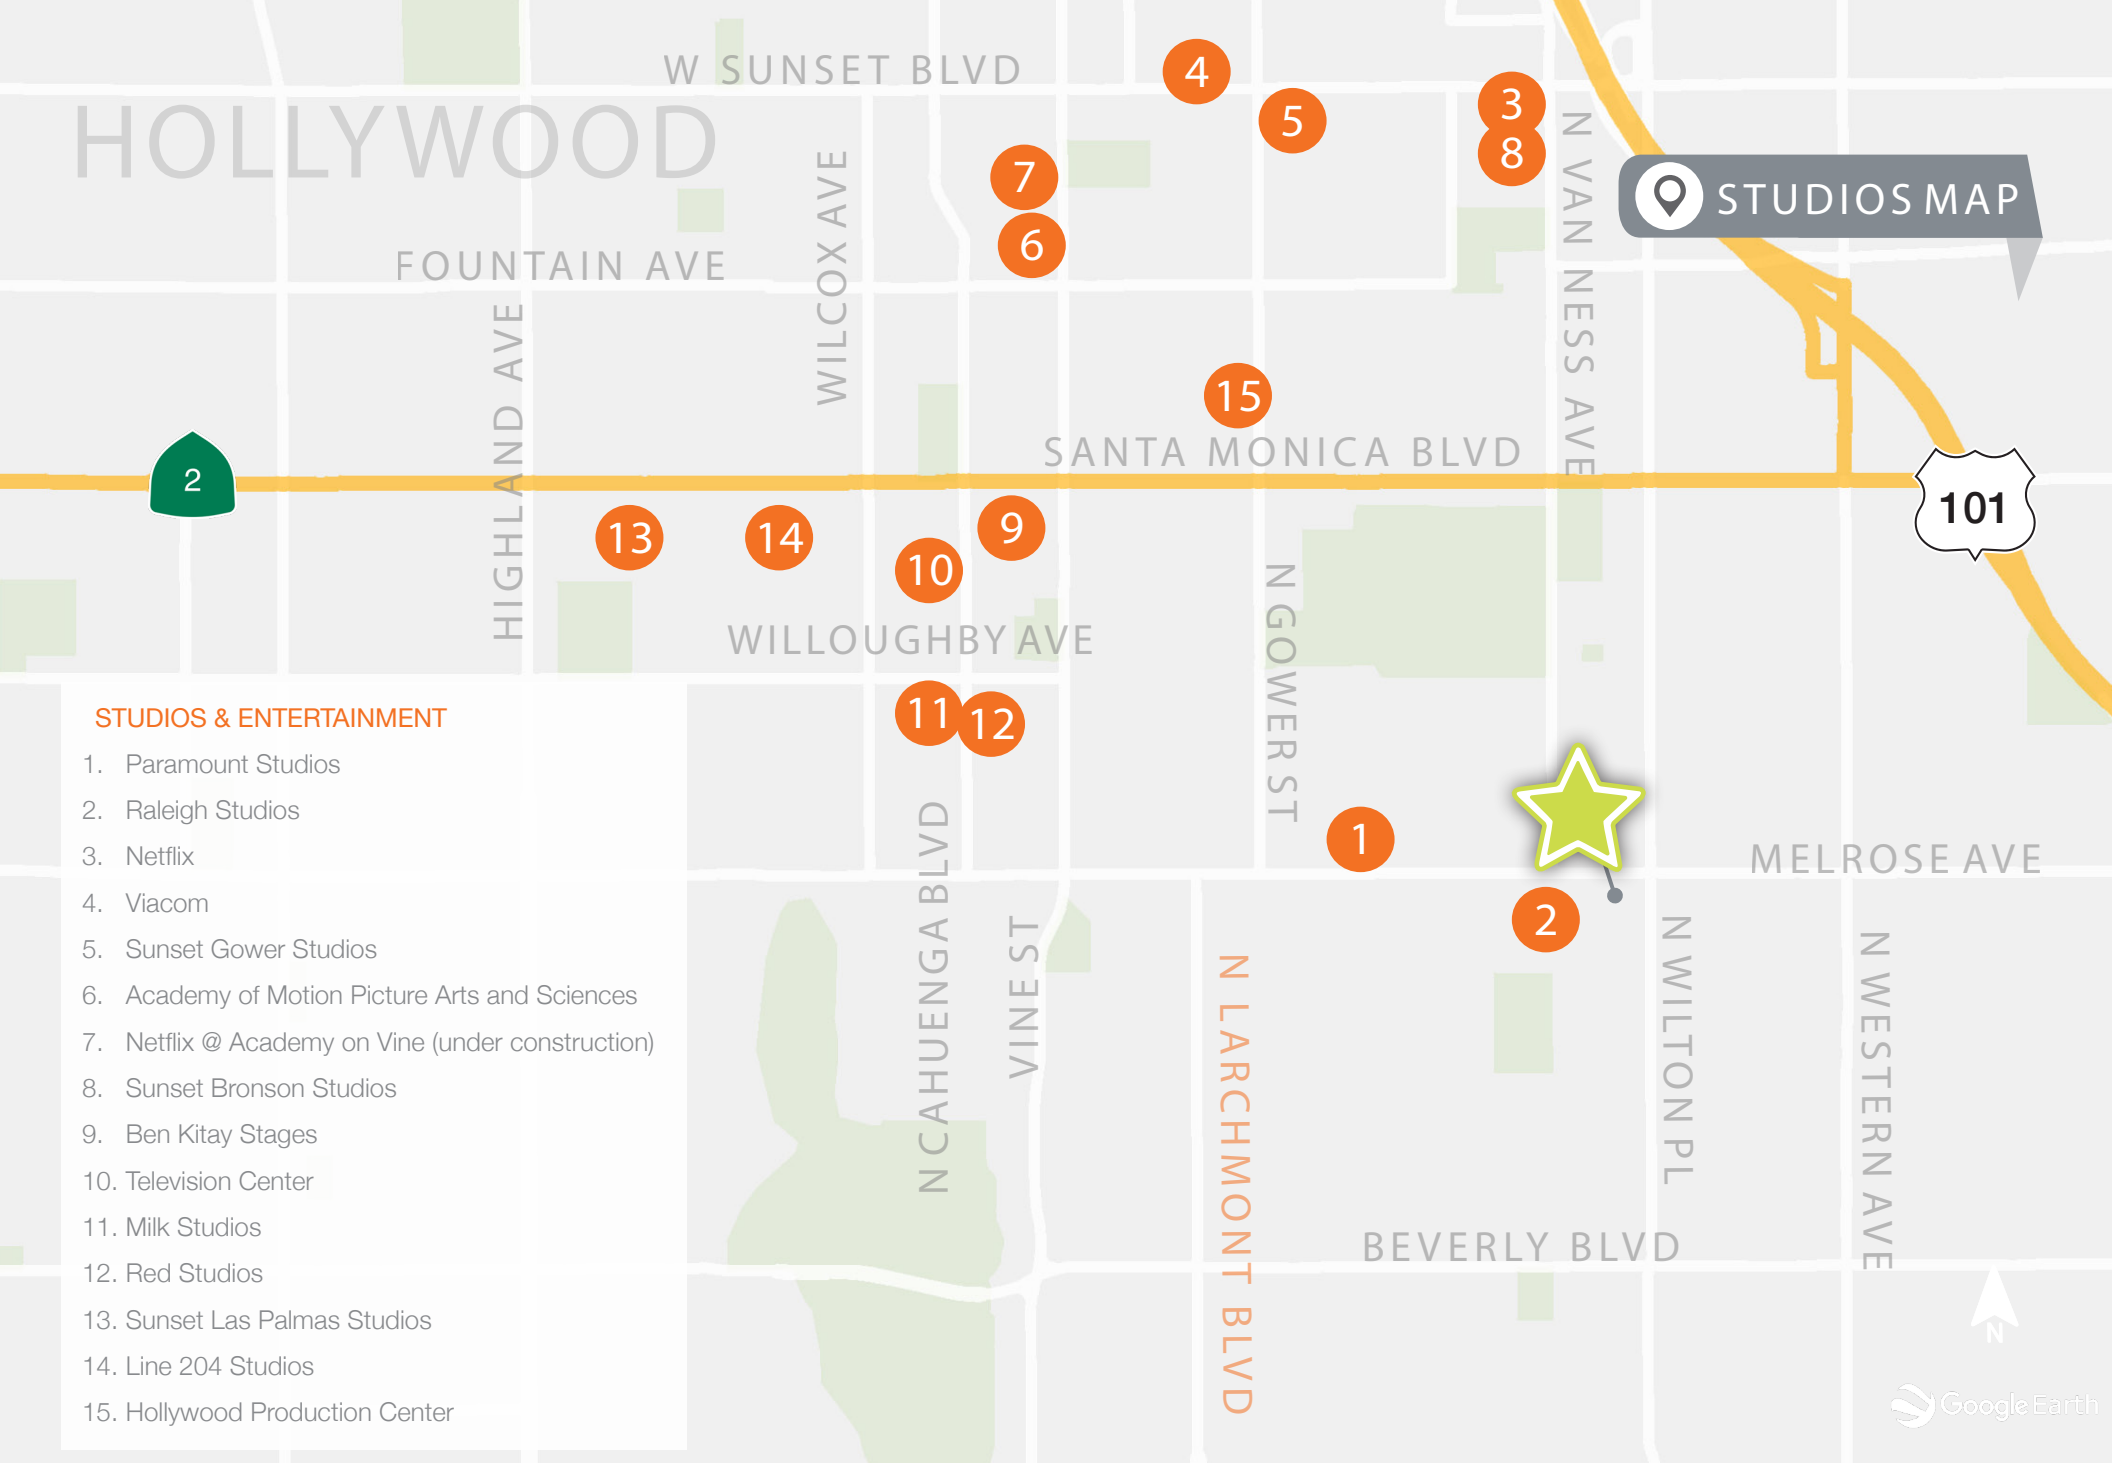 W SUNSET BLVD
HOLLYWOOD
4
5
3
8
7
6
STUDIOS MAP
FOUNTAIN AVE
WILCOX AVE
N VAN NESS AVE
HIGHLAND AVE
15
SANTA MONICA BLVD
2
101
13
14
9
10
WILLOUGHBY AVE
N GOWER ST
11
12
1
MELROSE AVE
2
N CAHUENGA BLVD
VINE ST
N LARCHMONT BLVD
N WILTON PL
N WESTERN AVE
BEVERLY BLVD
STUDIOS & ENTERTAINMENT
1. Paramount Studios
2. Raleigh Studios
3. Netflix
4. Viacom
5. Sunset Gower Studios
6. Academy of Motion Picture Arts and Sciences
7. Netflix @ Academy on Vine (under construction)
8. Sunset Bronson Studios
9. Ben Kitay Stages
10. Television Center
11. Milk Studios
12. Red Studios
13. Sunset Las Palmas Studios
14. Line 204 Studios
15. Hollywood Production Center
N
Google Earth